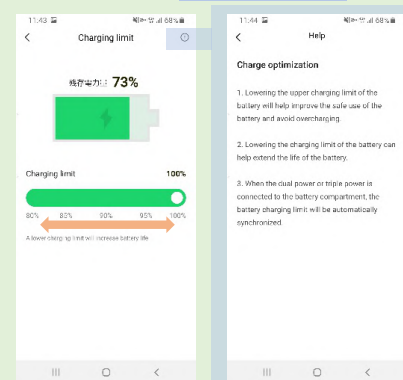 11:43
68%
Charging limit
残存電力: 73%
Charging limit
100%
80% 85% 90% 95% 100%
A lower charging limit will increase battery life
11:44
68%
Help
Charge optimization
1. Lowering the upper charging limit of the
battery will help improve the safe use of the
battery and avoid overcharging.
2. Lowering the charging limit of the battery can
help extend the life of the battery.
3. When the dual power or triple power is
connected to the battery compartment, the
battery charging limit will be automatically
synchronized.